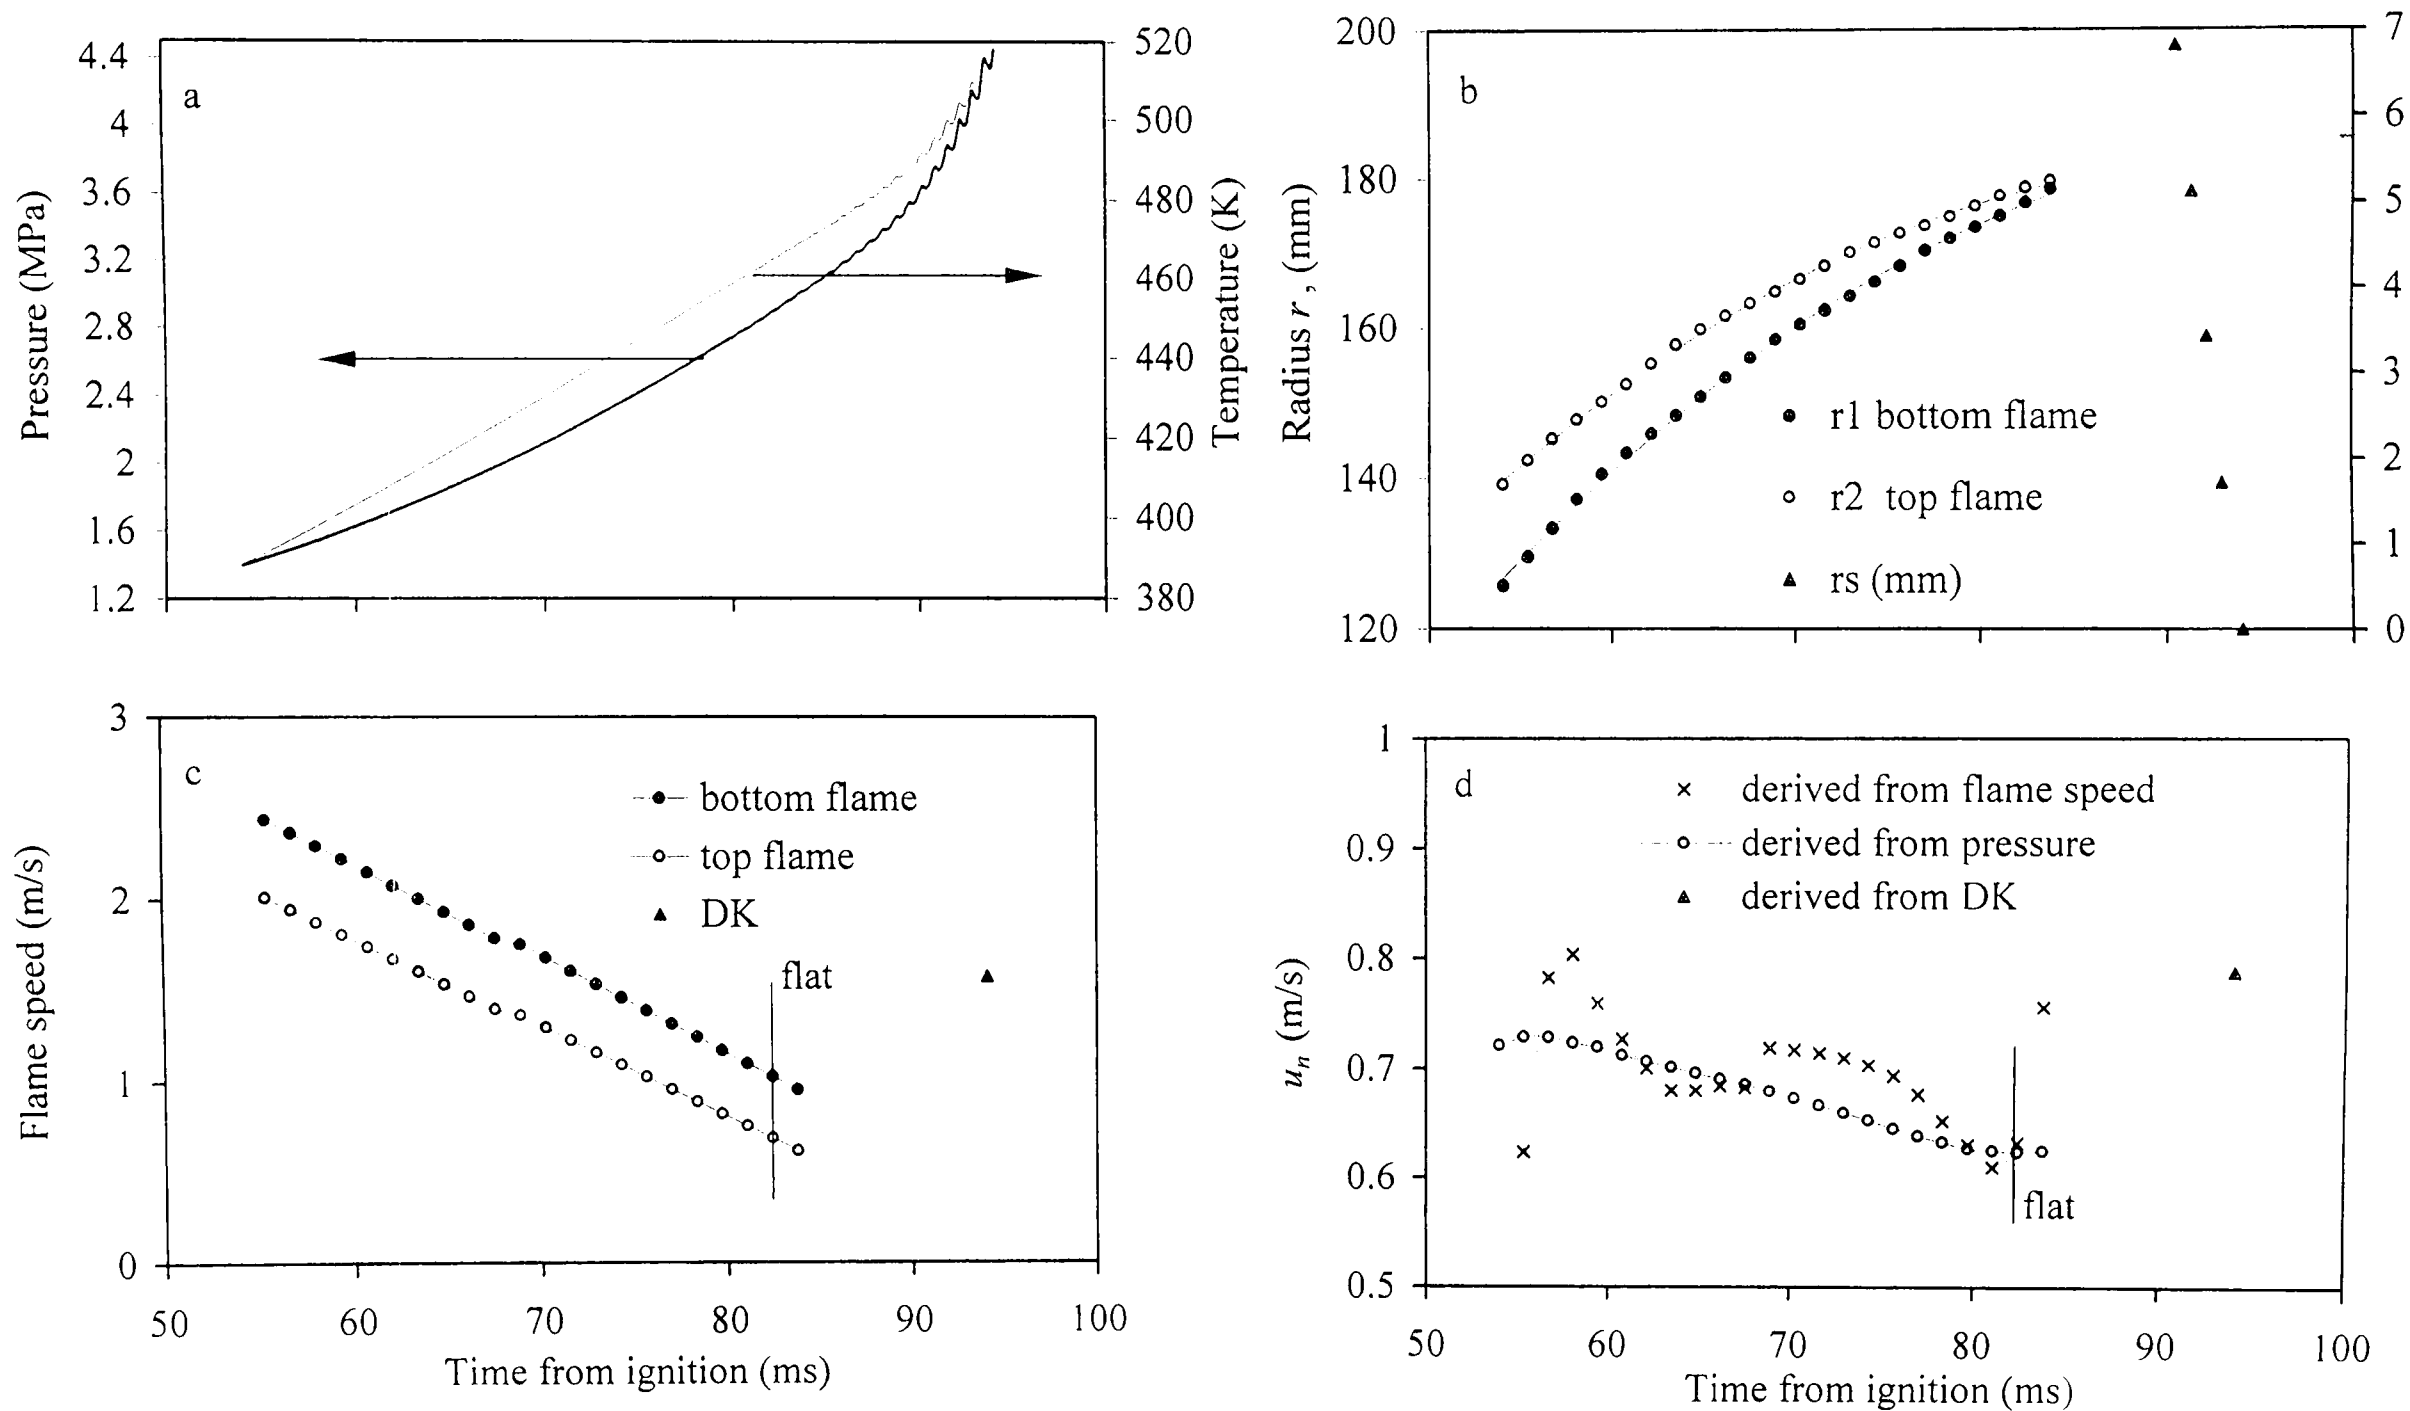 a
Pressure (MPa)
4.4
4
3.6
3.2
2.8
2.4
2
1.6
1.2
520
500
480
460
440
420
400
380
Temperature (K)
b
Radius r , (mm)
200
180
160
140
120
7
6
5
4
3
2
1
0
r1 bottom flame
r2 top flame
rs (mm)
c
Flame speed (m/s)
3
2
1
0
bottom flame
top flame
DK
flat
50 60 70 80 90 100
Time from ignition (ms)
d
un (m/s)
1
0.9
0.8
0.7
0.6
0.5
derived from flame speed
derived from pressure
derived from DK
flat
50 60 70 80 90 100
Time from ignition (ms)